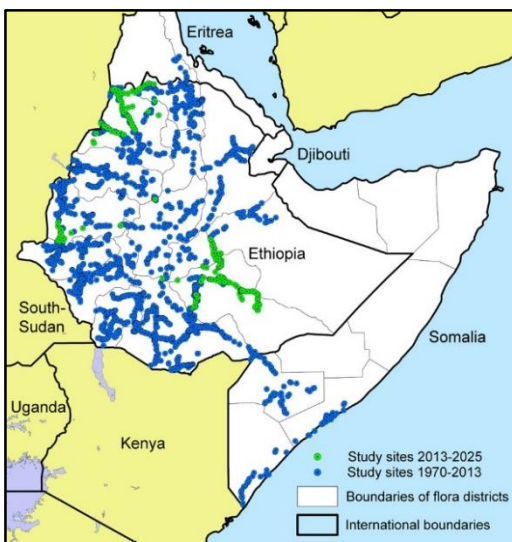 Eritrea
Djibouti
Ethiopia
South-
Sudan
Somalia
Uganda
Kenya
Study sites 2013-2025
Study sites 1970-2013
Boundaries of flora districts
International boundaries